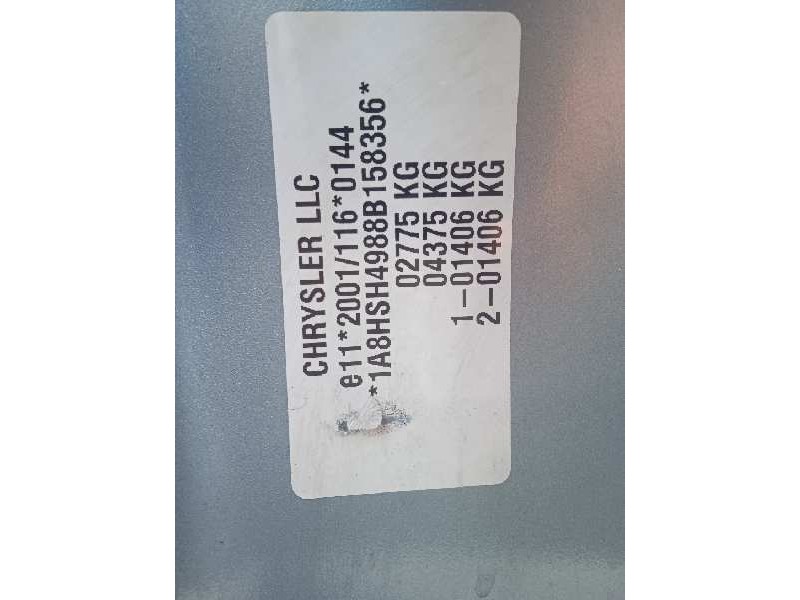 CHRYSLER LLC
e11*2001/116*0144
*1A8HSH4988B158356*
02775 KG
04375 KG
1-01406 KG
2-01406 KG